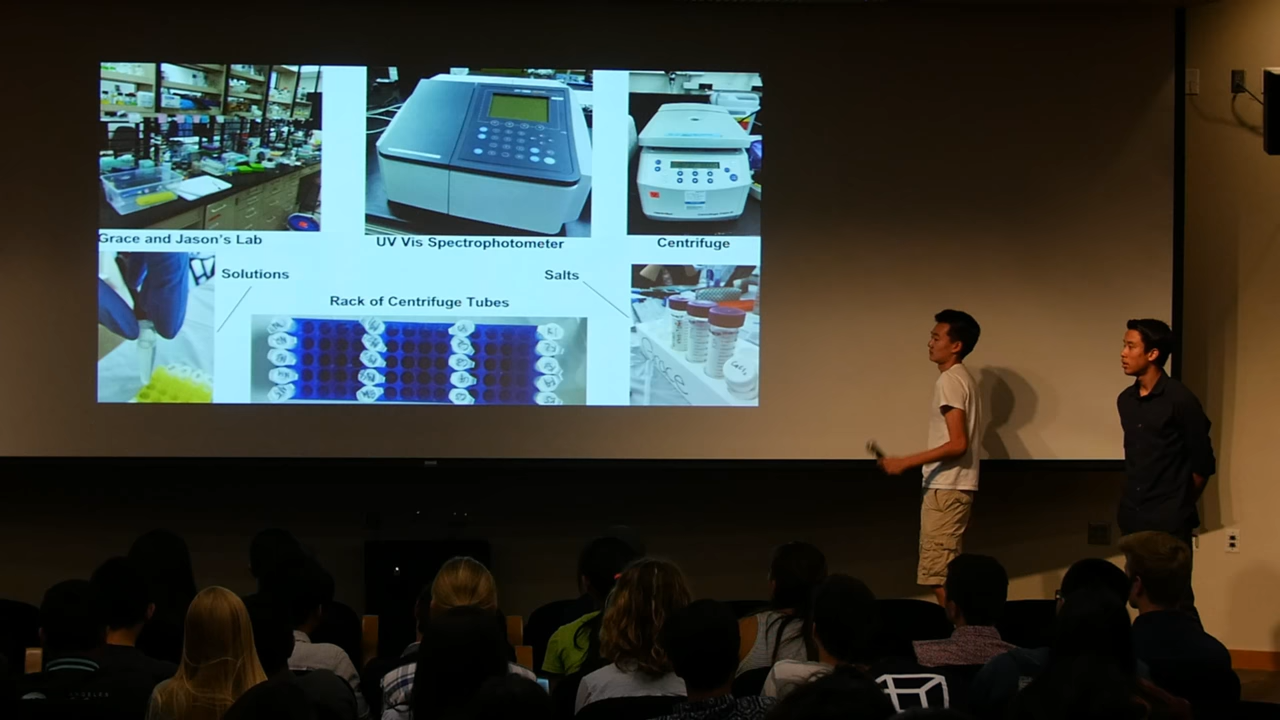 Grace and Jason's Lab
UV Vis Spectrophotometer
Centrifuge
Solutions
Salts
Rack of Centrifuge Tubes